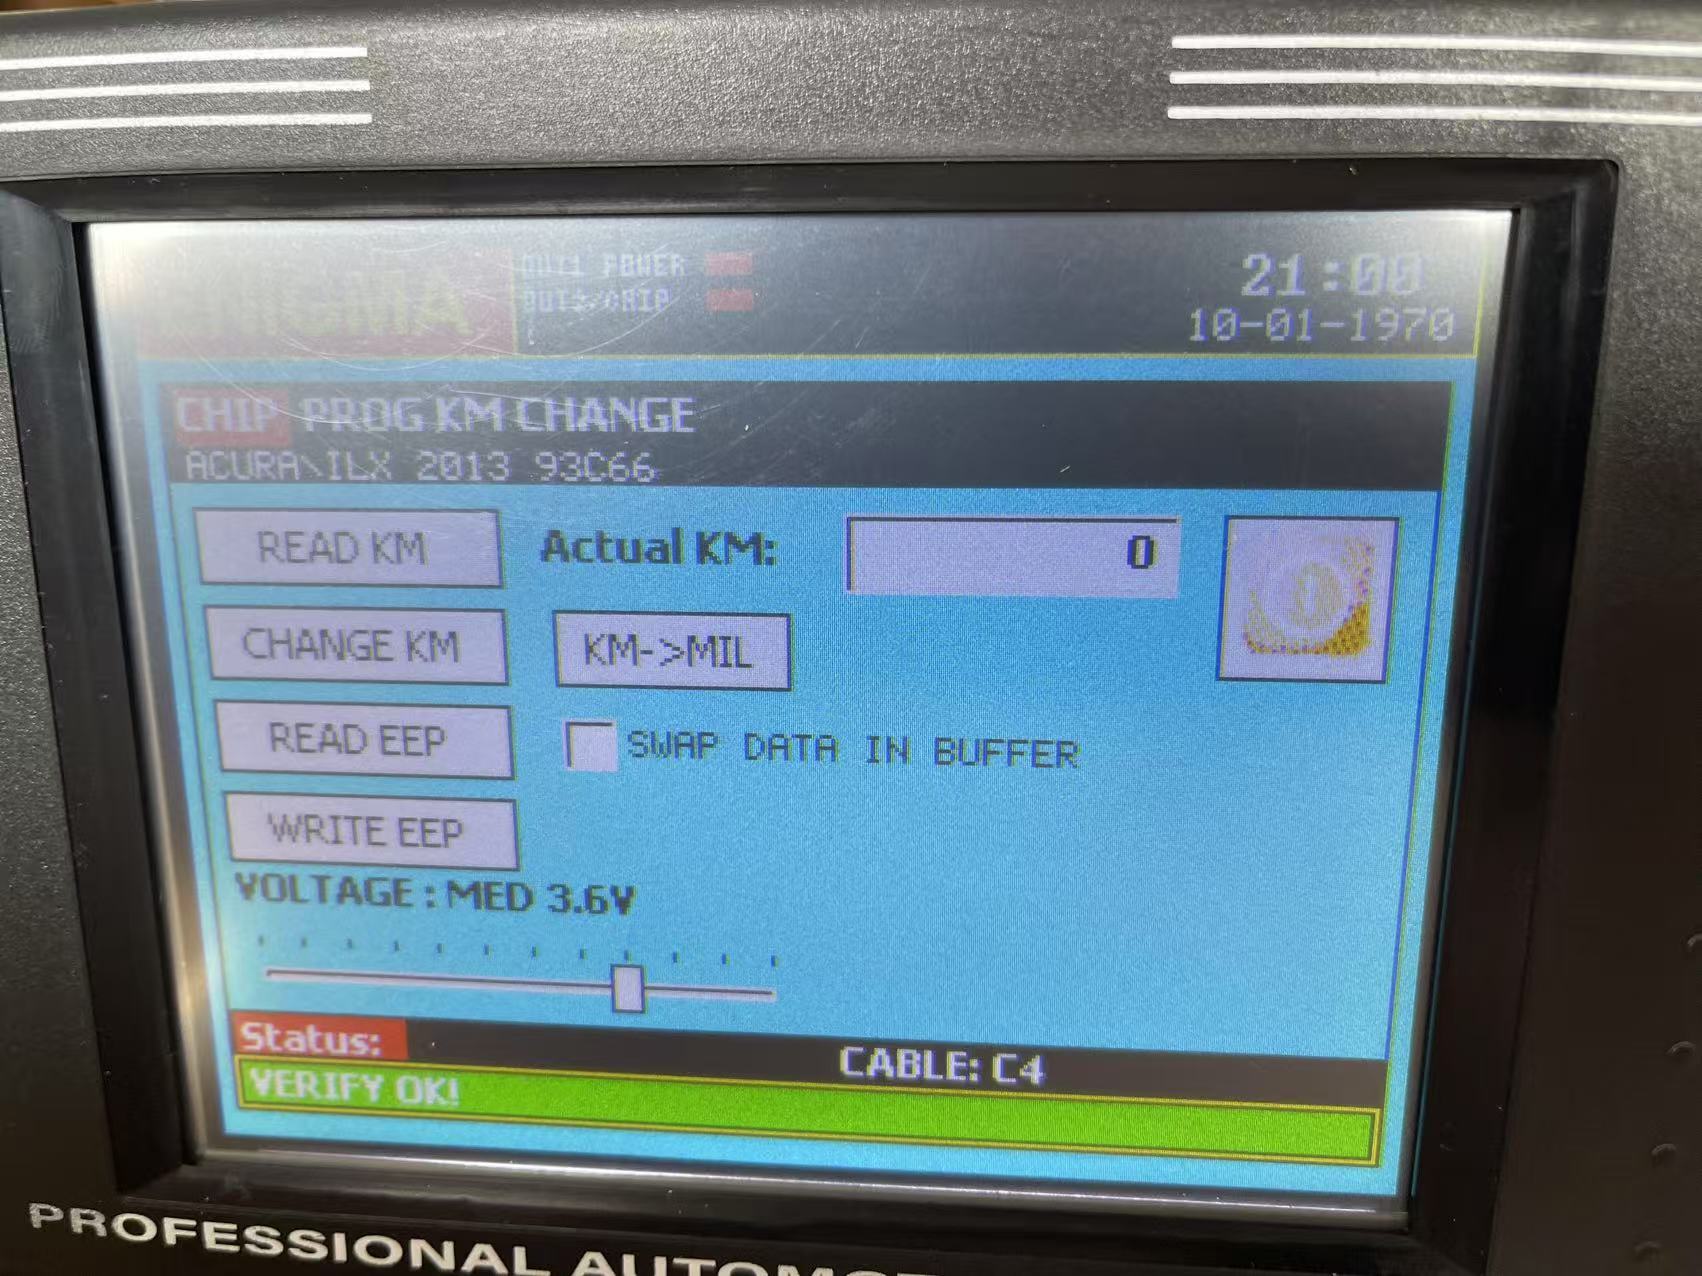 OUT1 POWER
21:00
10-01-1970
CHIP PROG KM CHANGE
ACURA\ILX 2013 93C66
READ KM
Actual KM:
0
CHANGE KM
KM->MIL
READ EEP
SWAP DATA IN BUFFER
WRITE EEP
VOLTAGE : MED 3.6V
Status:
CABLE: C4
VERIFY OK!
PROFESSIONAL